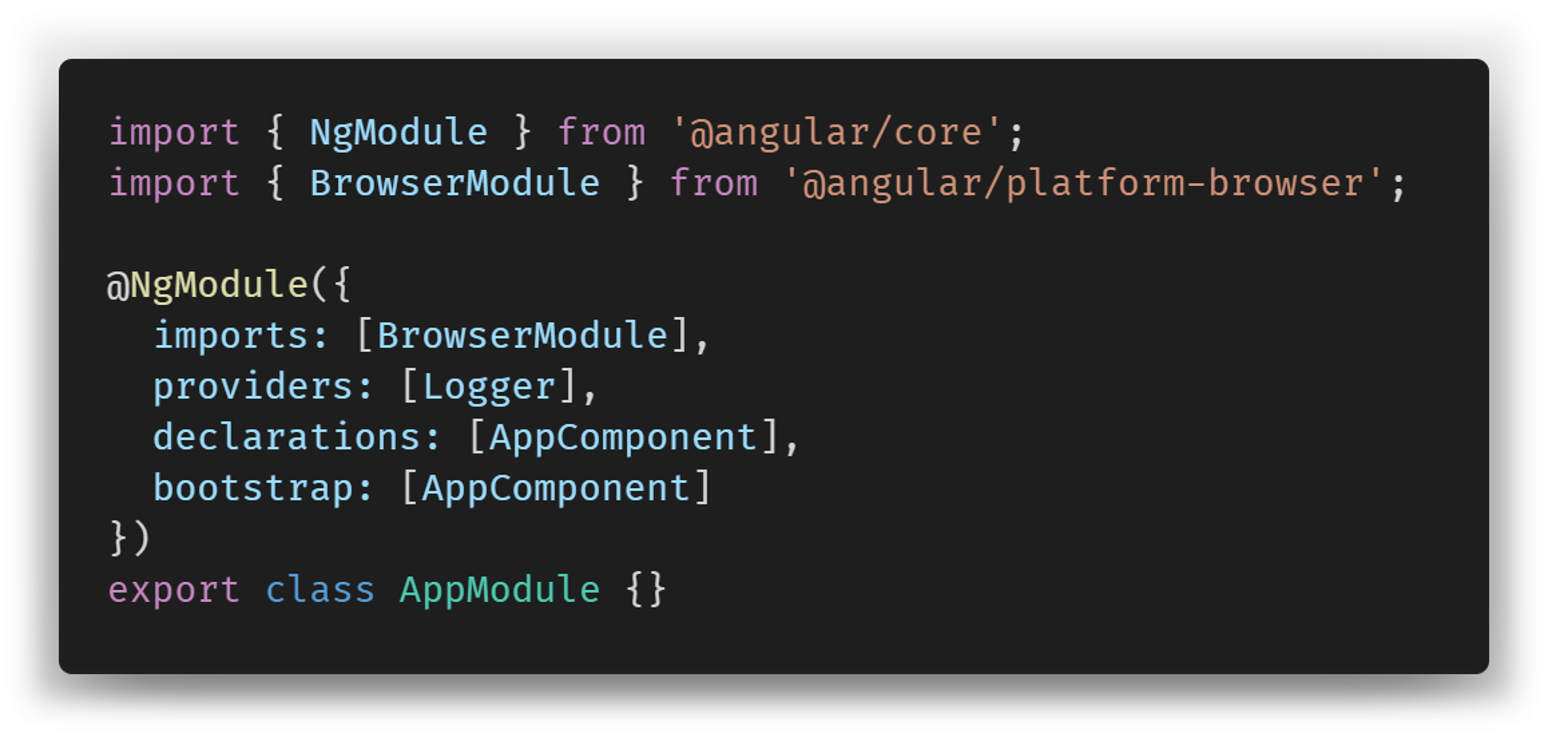 import { NgModule } from '@angular/core';
import { BrowserModule } from '@angular/platform-browser';

@NgModule({
  imports: [BrowserModule],
  providers: [Logger],
  declarations: [AppComponent],
  bootstrap: [AppComponent]
})
export class AppModule {}